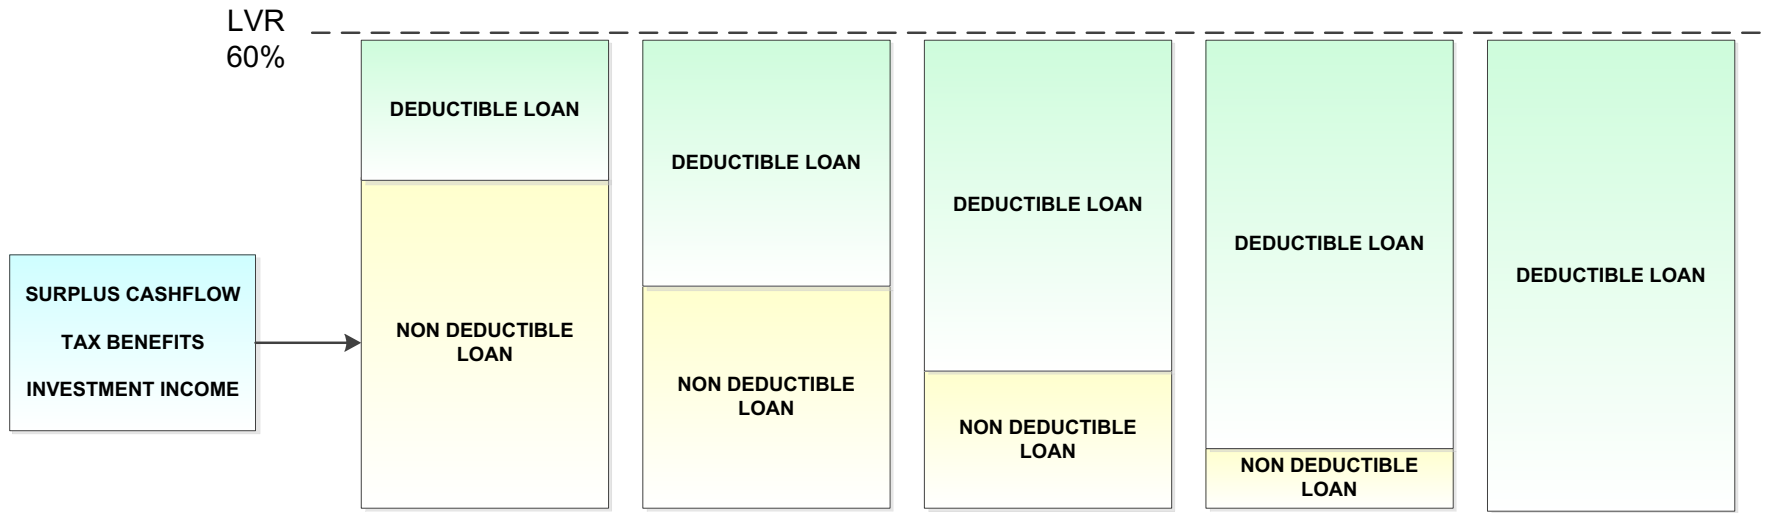 LVR
60%
SURPLUS CASHFLOW
TAX BENEFITS
INVESTMENT INCOME
DEDUCTIBLE LOAN
NON DEDUCTIBLE
LOAN
DEDUCTIBLE LOAN
NON DEDUCTIBLE
LOAN
DEDUCTIBLE LOAN
NON DEDUCTIBLE
LOAN
DEDUCTIBLE LOAN
NON DEDUCTIBLE
LOAN
DEDUCTIBLE LOAN